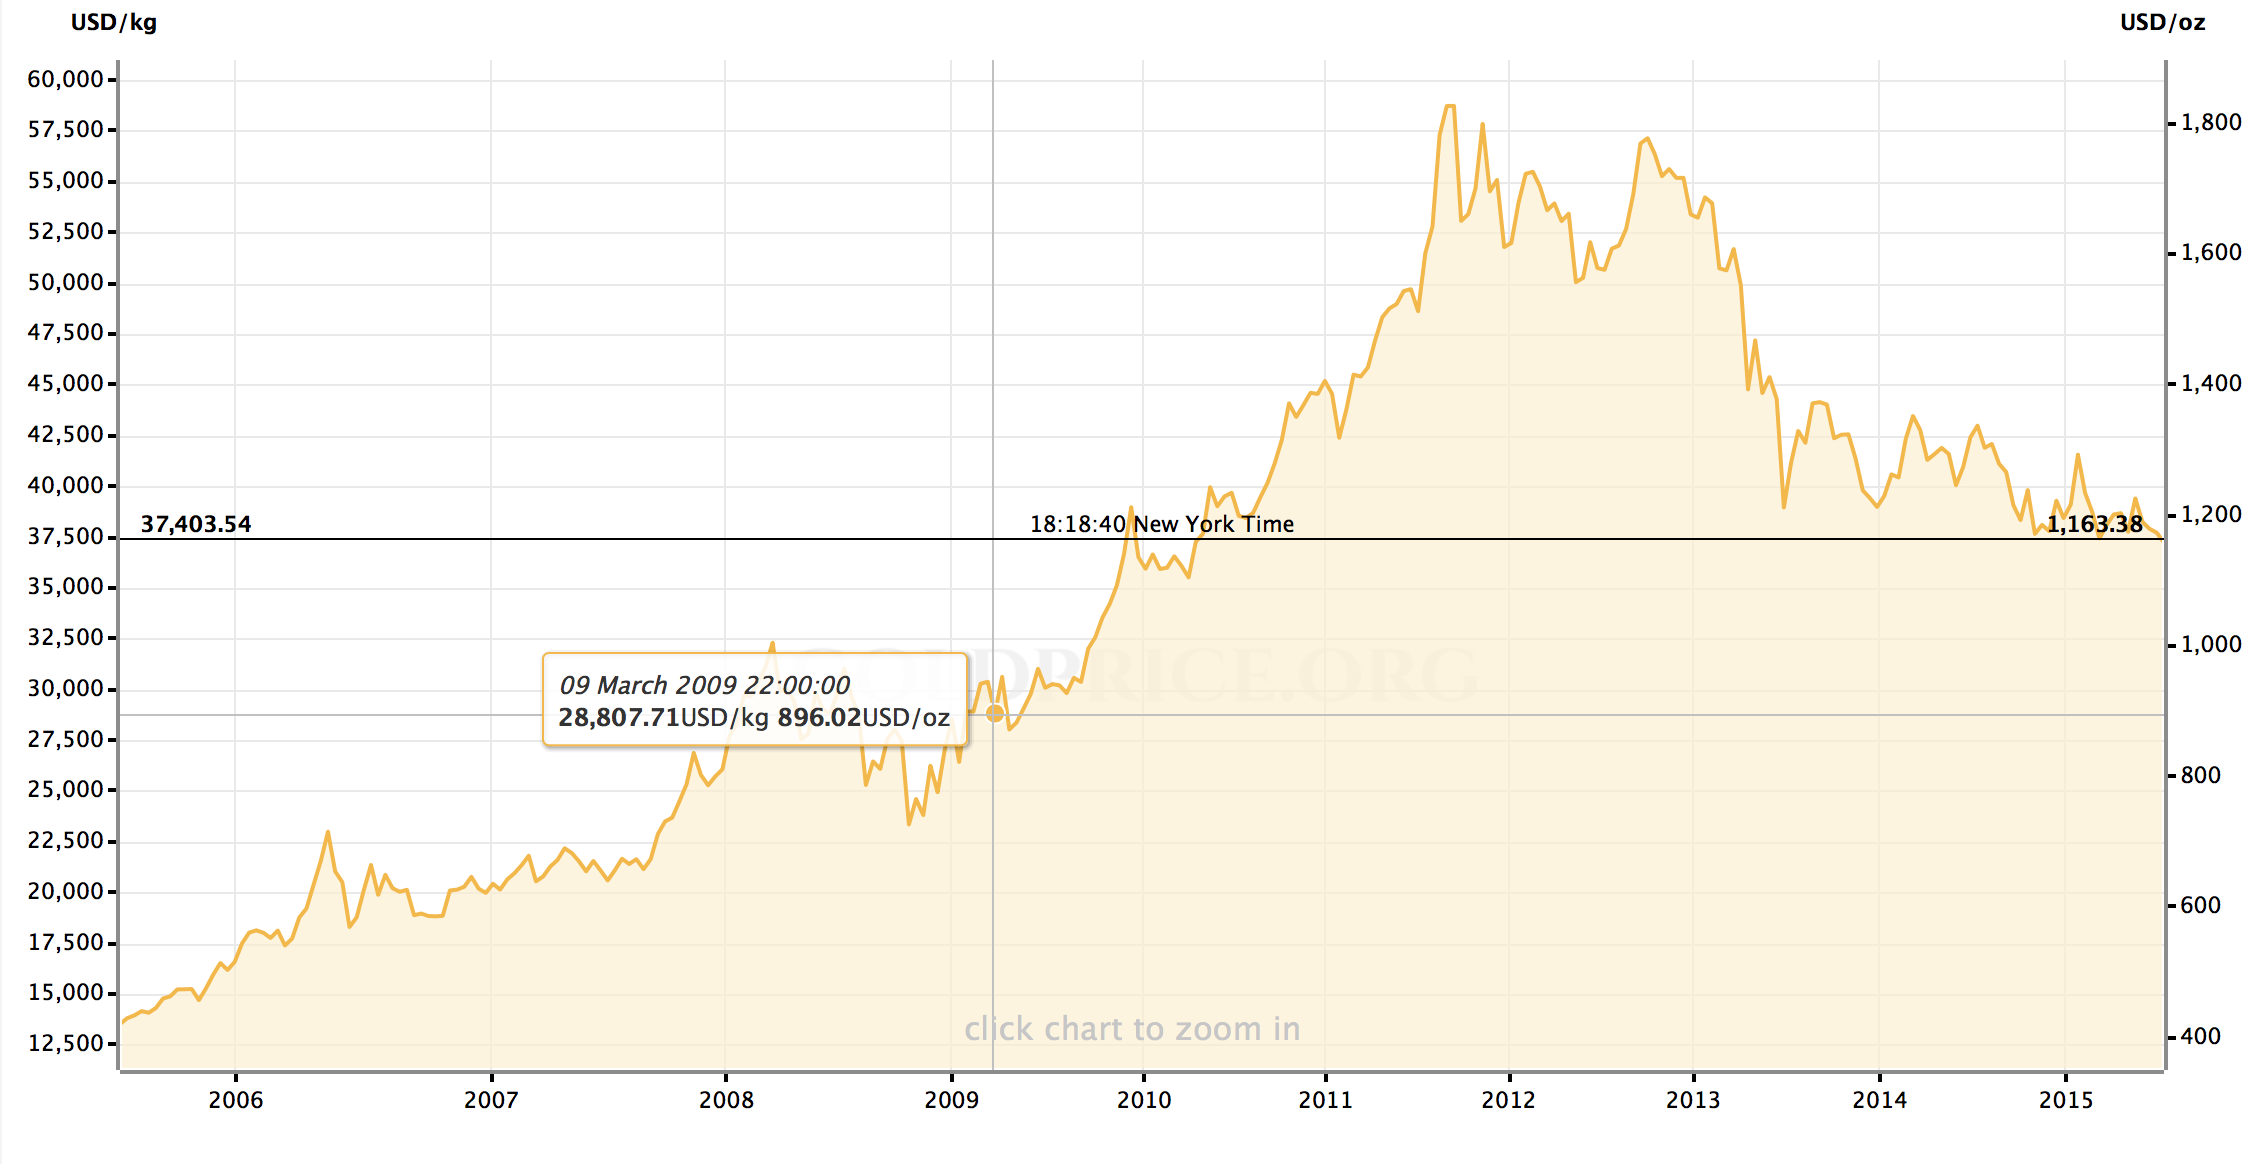 USD/kg USD/oz
60,000
57,500 1,800
55,000
52,500 1,600
50,000
47,500
45,000 1,400
42,500
40,000
37,403.54 18:18:40 New York Time 1,163.38 1,200
37,500
35,000
32,500 1,000
GOLDPRICE.ORG
30,000
09 March 2009 22:00:00
28,807.71USD/kg 896.02USD/oz
27,500
25,000 800
22,500
20,000 600
17,500
15,000
click chart to zoom in
12,500 400
2006 2007 2008 2009 2010 2011 2012 2013 2014 2015